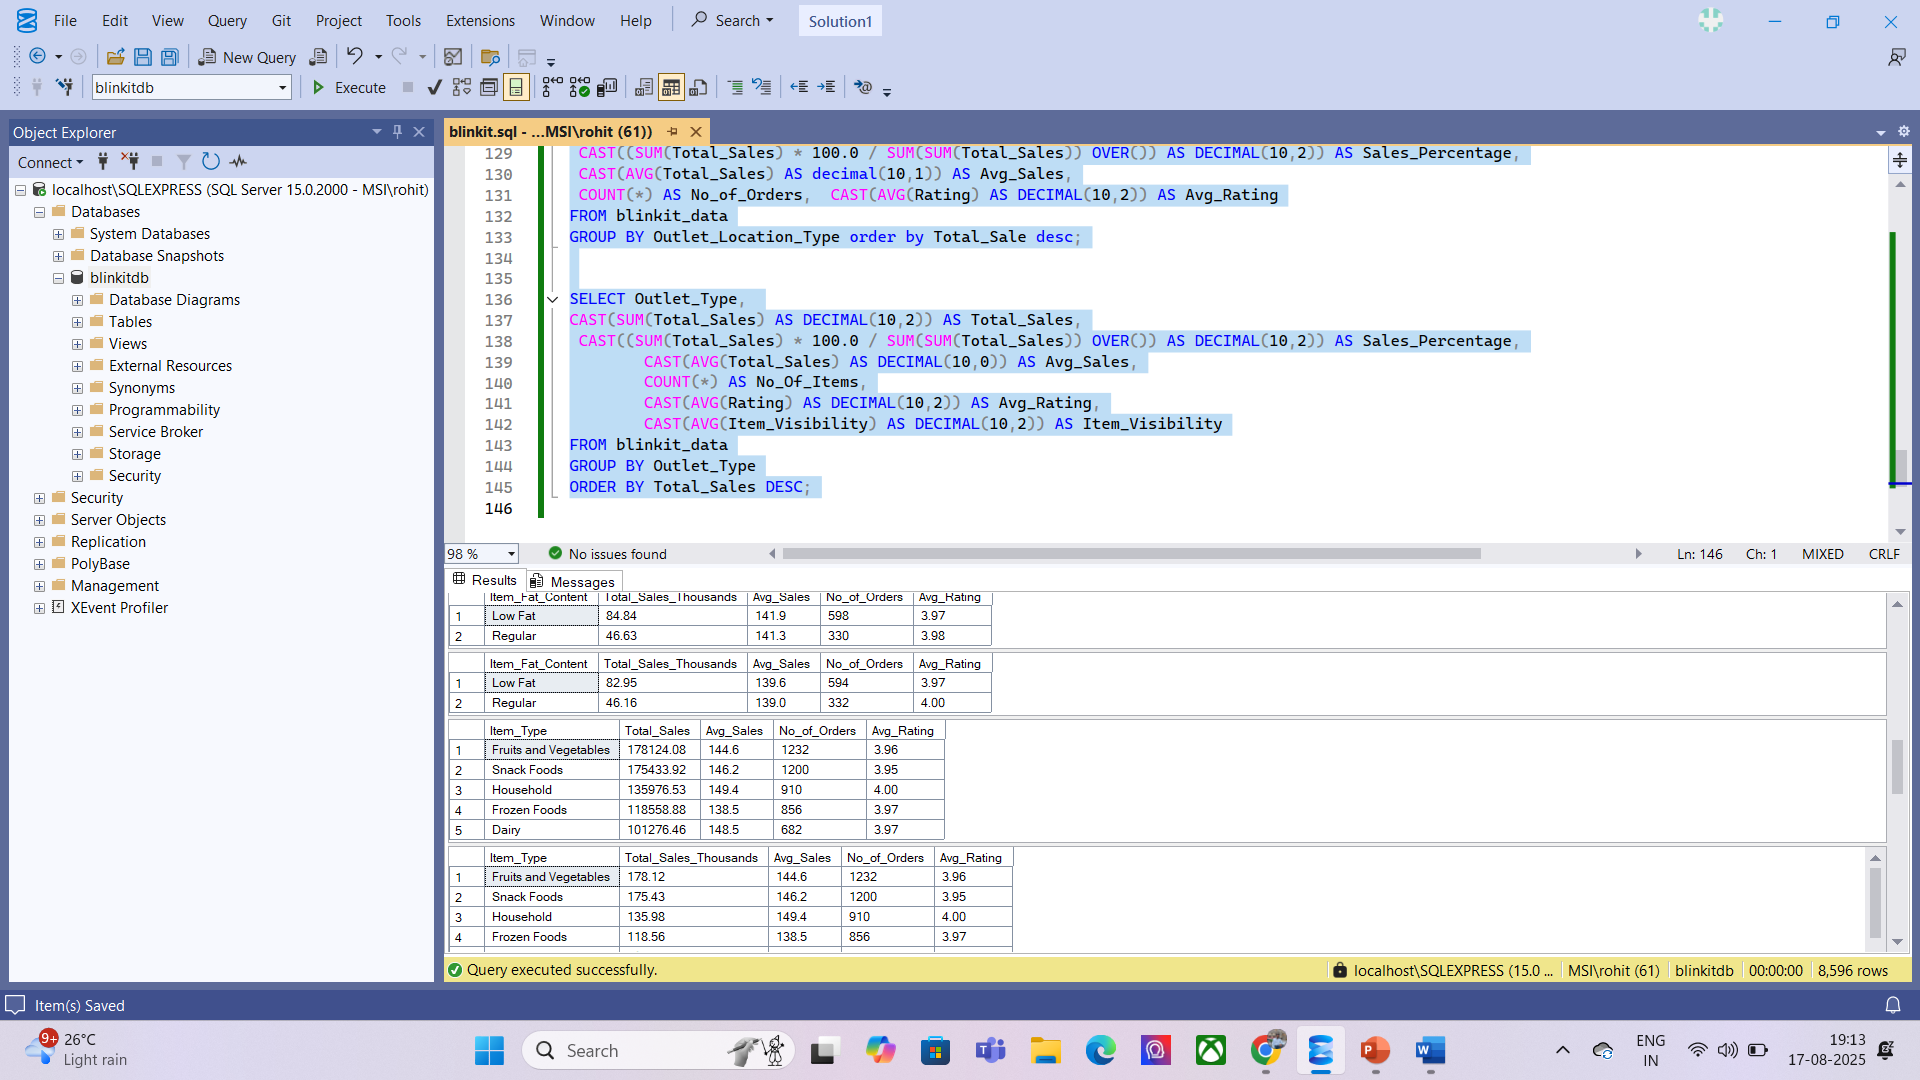 File Edit View Query Git Project Tools Extensions Window Help Search Solution1
New Query
blinkitdb Execute
Object Explorer
Connect
localhost\SQLEXPRESS (SQL Server 15.0.2000 - MSI\rohit)
Databases
System Databases
Database Snapshots
blinkitdb
Database Diagrams
Tables
Views
External Resources
Synonyms
Programmability
Service Broker
Storage
Security
Security
Server Objects
Replication
PolyBase
Management
XEvent Profiler
blinkit.sql - ...MSI\rohit (61))
129 CAST((SUM(Total_Sales) * 100.0 / SUM(SUM(Total_Sales)) OVER()) AS DECIMAL(10,2)) AS Sales_Percentage,
130 CAST(AVG(Total_Sales) AS decimal(10,1)) AS Avg_Sales,
131 COUNT(*) AS No_of_Orders, CAST(AVG(Rating) AS DECIMAL(10,2)) AS Avg_Rating
132 FROM blinkit_data
133 GROUP BY Outlet_Location_Type order by Total_Sale desc;
134
135
136 SELECT Outlet_Type,
137 CAST(SUM(Total_Sales) AS DECIMAL(10,2)) AS Total_Sales,
138 CAST((SUM(Total_Sales) * 100.0 / SUM(SUM(Total_Sales)) OVER()) AS DECIMAL(10,2)) AS Sales_Percentage,
139 CAST(AVG(Total_Sales) AS DECIMAL(10,0)) AS Avg_Sales,
140 COUNT(*) AS No_Of_Items,
141 CAST(AVG(Rating) AS DECIMAL(10,2)) AS Avg_Rating,
142 CAST(AVG(Item_Visibility) AS DECIMAL(10,2)) AS Item_Visibility
143 FROM blinkit_data
144 GROUP BY Outlet_Type
145 ORDER BY Total_Sales DESC;
146
98 % No issues found Ln: 146 Ch: 1 MIXED CRLF
Results Messages
Item_Fat_Content Total_Sales_Thousands Avg_Sales No_of_Orders Avg_Rating
1 Low Fat 84.84 141.9 598 3.97
2 Regular 46.63 141.3 330 3.98
Item_Fat_Content Total_Sales_Thousands Avg_Sales No_of_Orders Avg_Rating
1 Low Fat 82.95 139.6 594 3.97
2 Regular 46.16 139.0 332 4.00
Item_Type Total_Sales Avg_Sales No_of_Orders Avg_Rating
1 Fruits and Vegetables 178124.08 144.6 1232 3.96
2 Snack Foods 175433.92 146.2 1200 3.95
3 Household 135976.53 149.4 910 4.00
4 Frozen Foods 118558.88 138.5 856 3.97
5 Dairy 101276.46 148.5 682 3.97
Item_Type Total_Sales_Thousands Avg_Sales No_of_Orders Avg_Rating
1 Fruits and Vegetables 178.12 144.6 1232 3.96
2 Snack Foods 175.43 146.2 1200 3.95
3 Household 135.98 149.4 910 4.00
4 Frozen Foods 118.56 138.5 856 3.97
Query executed successfully. localhost\SQLEXPRESS (15.0 ... MSI\rohit (61) blinkitdb 00:00:00 8,596 rows
Item(s) Saved
9+ 26°C
Light rain
Search
ENG
IN
19:13
17-08-2025